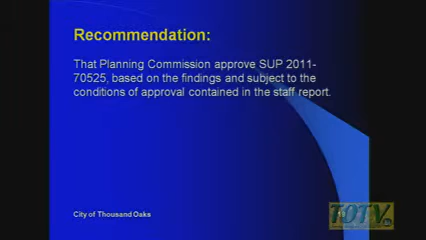 Recommendation:
That Planning Commission approve SUP 2011-
70525, based on the findings and subject to the
conditions of approval contained in the staff report.
City of Thousand Oaks
TOTV